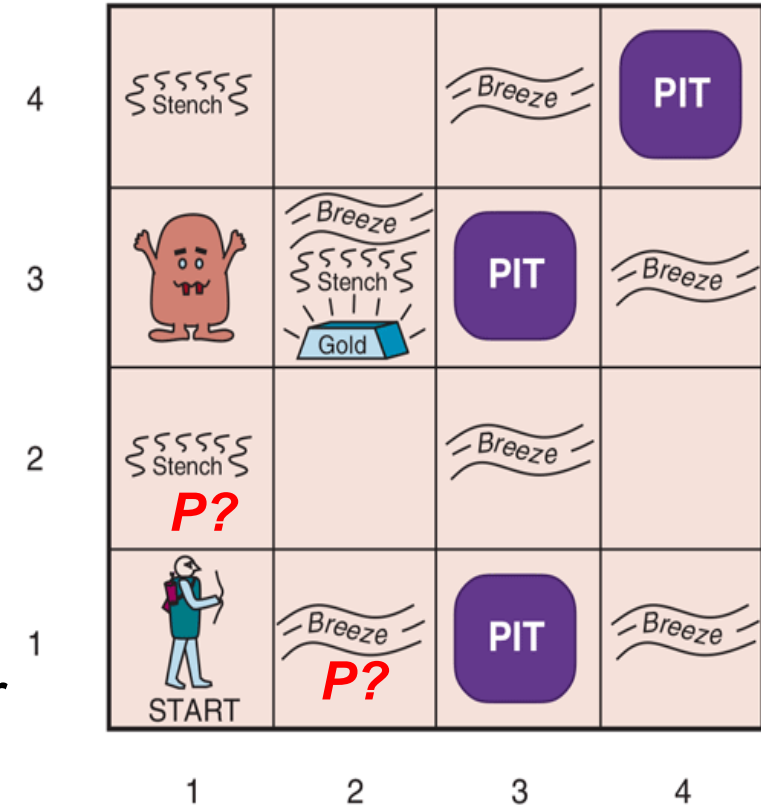 4
Stench
Breeze
PIT
3
Breeze
Stench
Gold
PIT
Breeze
2
Stench
P?
Breeze
1
START
Breeze
P?
PIT
Breeze
1 2 3 4